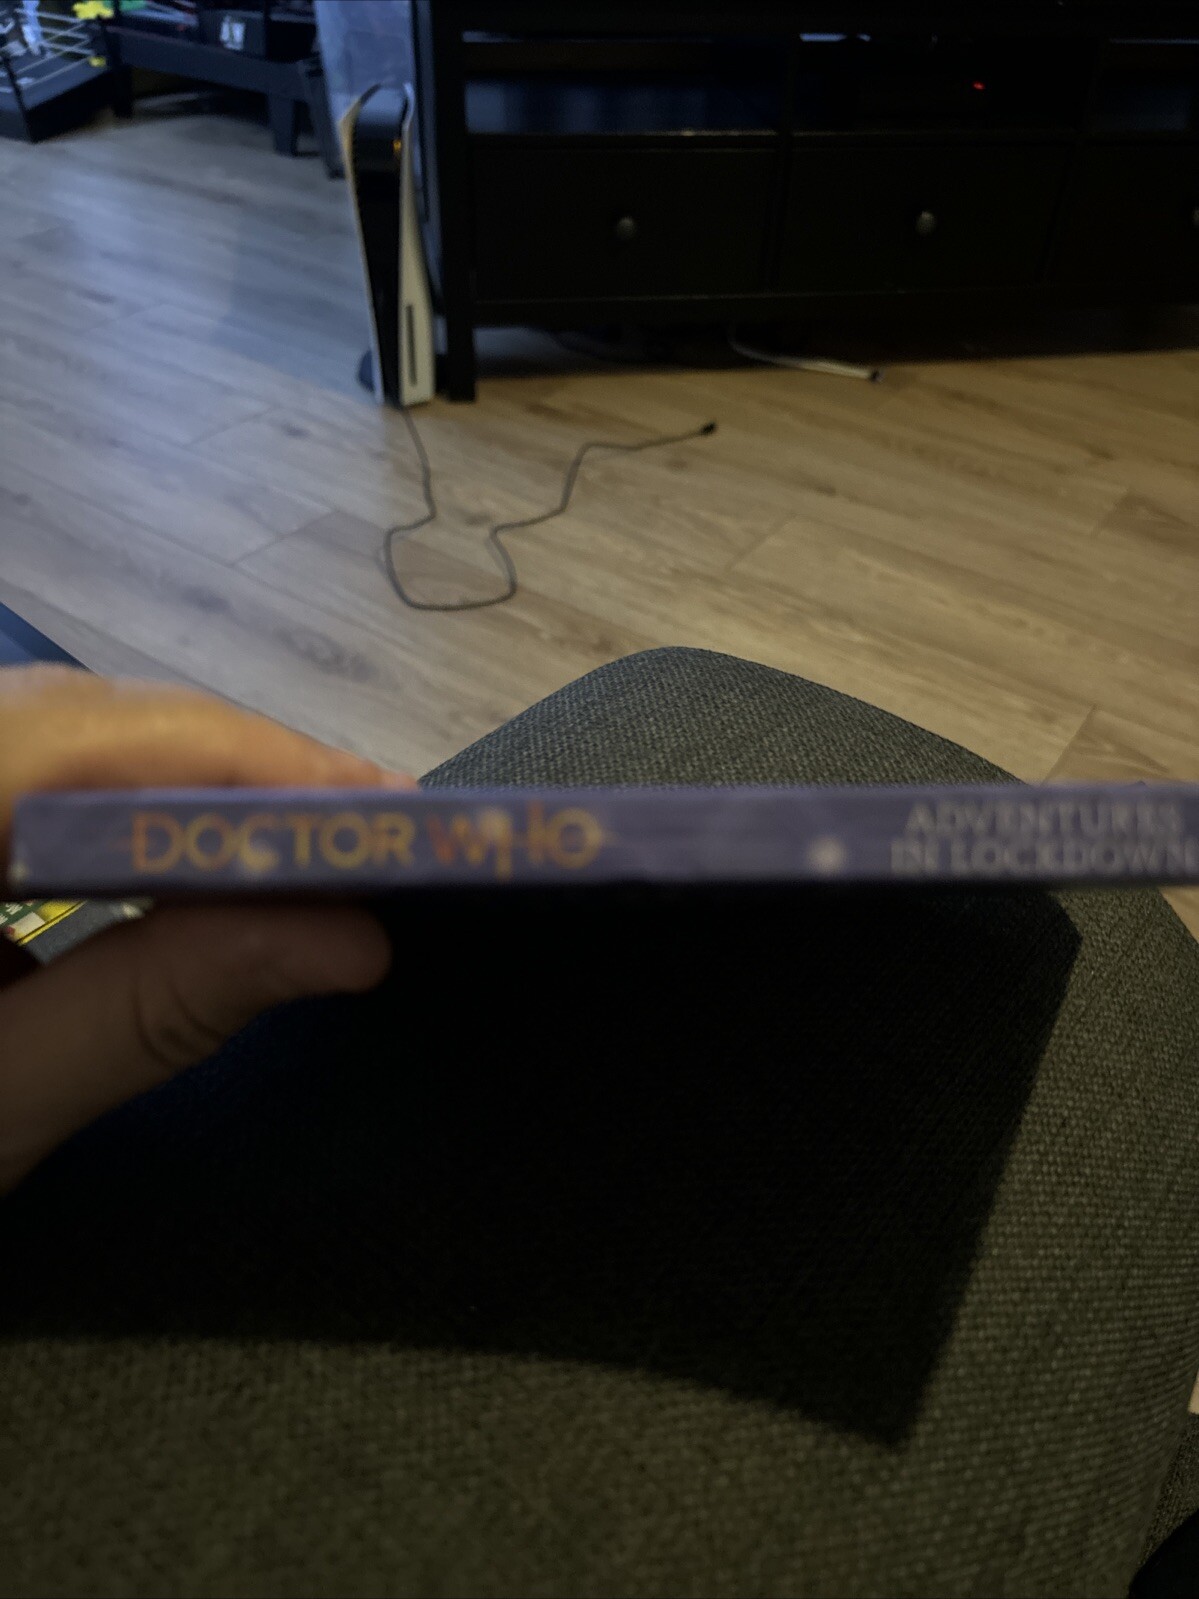 DOCTOR WHO
ADVENTURES
IN LOCKDOWN